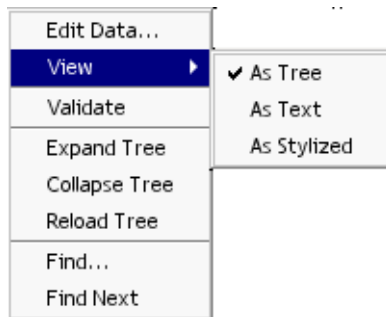 Edit Data...
View
As Tree
As Text
As Stylized
Validate
Expand Tree
Collapse Tree
Reload Tree
Find...
Find Next